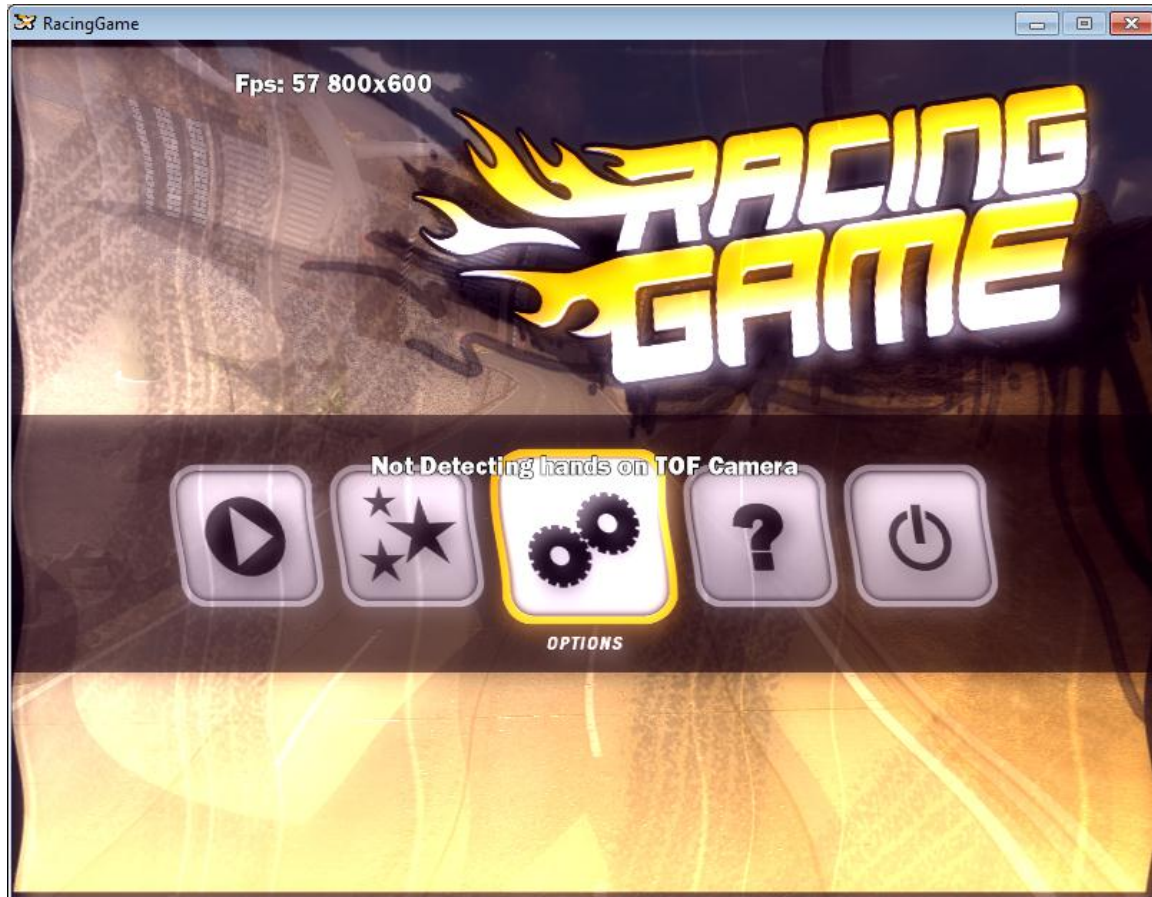 RacingGame
Fps: 57 800x600
RACING
GAME
Not Detecting hands on TOF Camera
OPTIONS